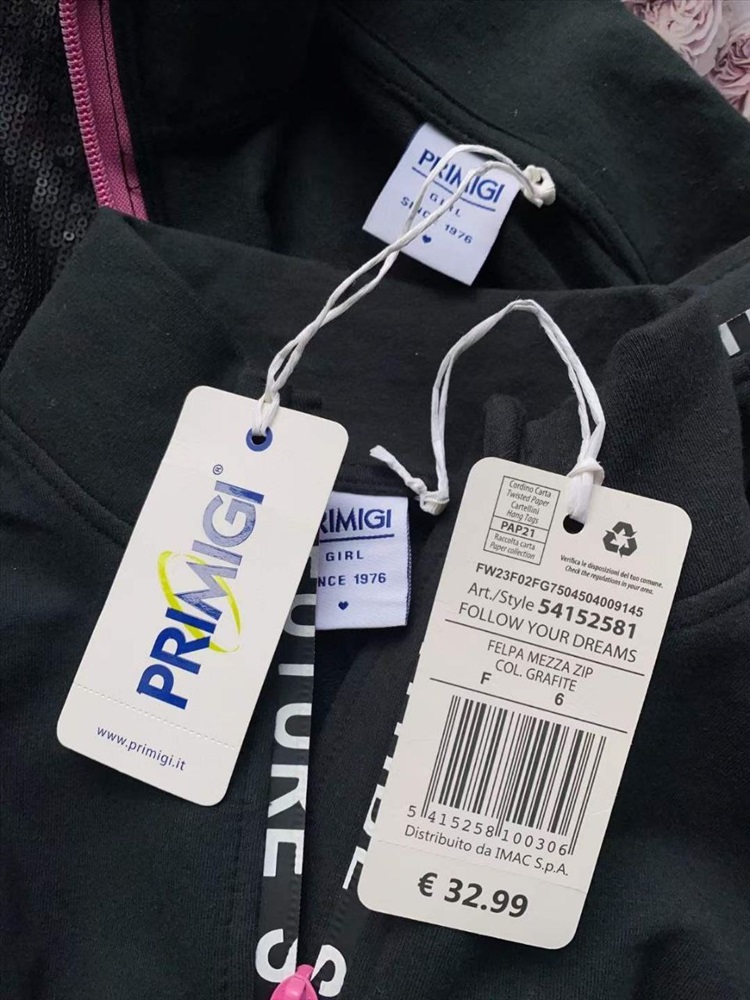 PRIMIGI
GIRL
SINCE 1976
PRIMIGI®
www.primigi.it
RIMIGI
GIRL
NCE 1976
Cordino Carta
Twisted Paper
Cartellini
Hang Tags
PAP21
Raccolta carta
Paper collection
Verifica le disposizioni del tuo comune.
Check the regulations in your area.
FW23F02FG7504504009145
Art./Style 54152581
FOLLOW YOUR DREAMS
FELPA MEZZA ZIP
COL. GRAFITE
F 6
5 415258 100306
Distribuito da IMAC S.p.A.
€ 32.99
UTURE S